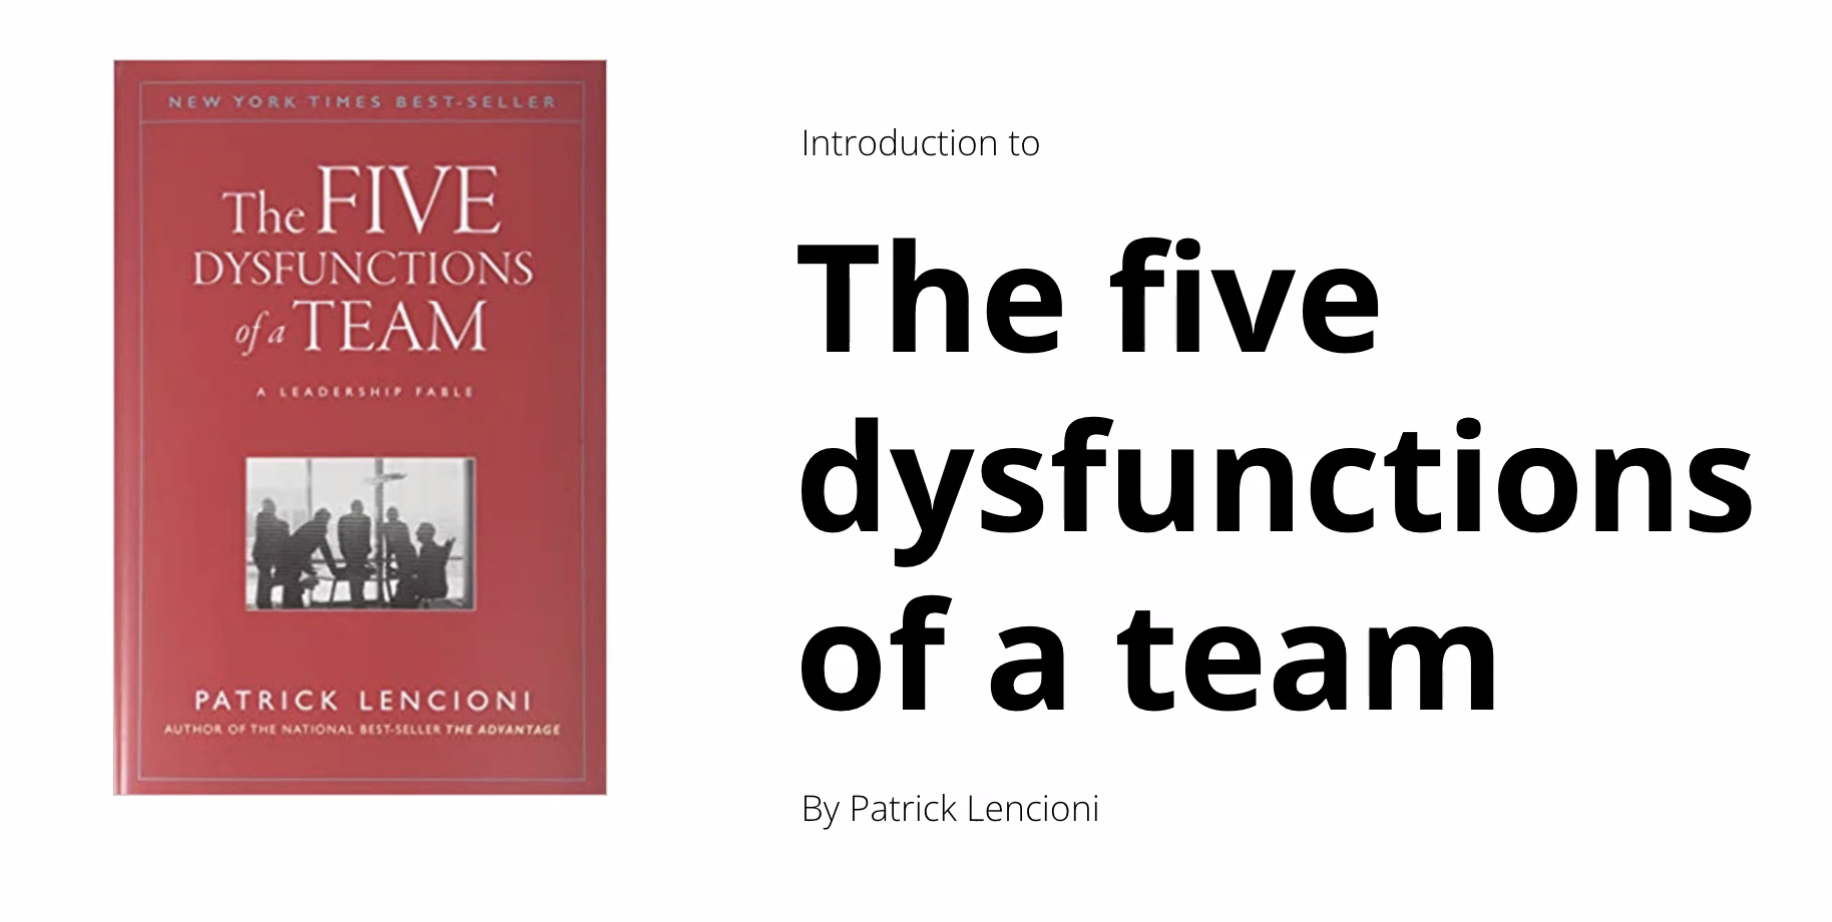 NEW YORK TIMES BEST-SELLER
The FIVE
DYSFUNCTIONS
of a TEAM
A LEADERSHIP FABLE
PATRICK LENCIONI
AUTHOR OF THE NATIONAL BEST-SELLER THE ADVANTAGE
Introduction to
The five
dysfunctions
of a team
By Patrick Lencioni